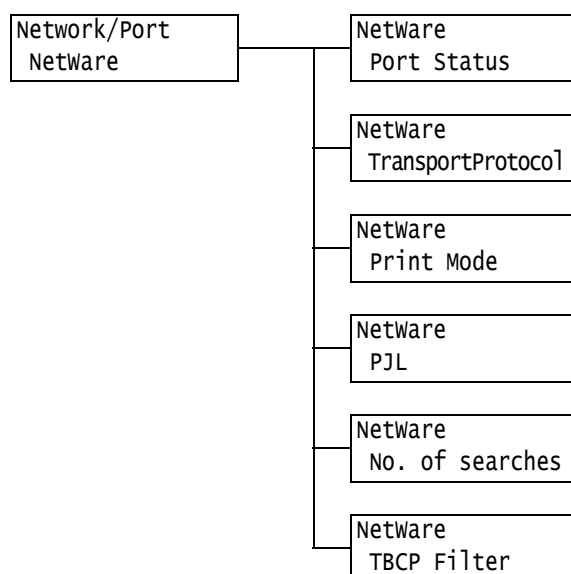 Network/Port
NetWare
NetWare
Port Status
NetWare
TransportProtocol
NetWare
Print Mode
NetWare
PJL
NetWare
No. of searches
NetWare
TBCP Filter